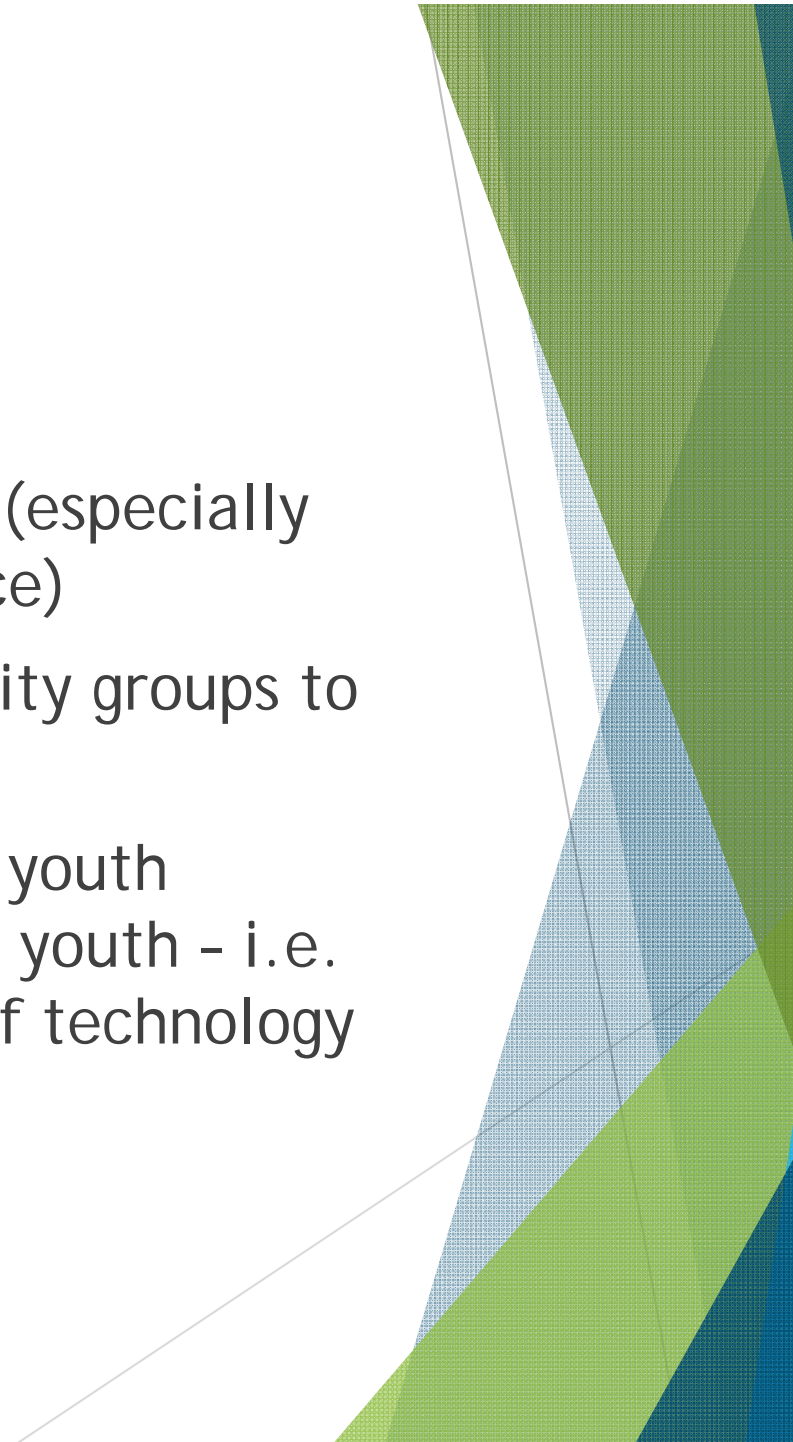 (especially
ce)
ity groups to
youth
youth – i.e.
f technology